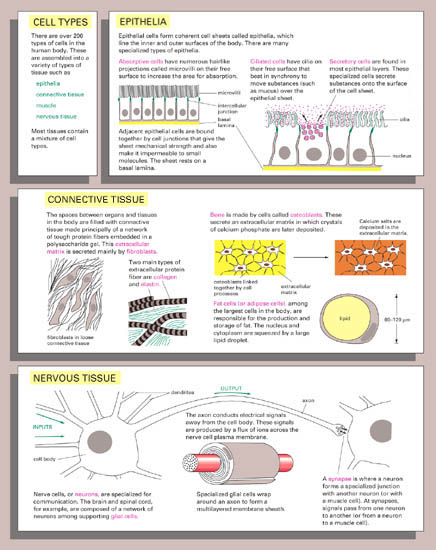 CELL TYPES
There are over 200
types of cells in the
human body. These
are assembled into a
variety of types of
tissue such as
epithelia
connective tissue
muscle
nervous tissue
Most tissues contain
a mixture of cell
types.
EPITHELIA
Epithelial cells form coherent cell sheets called epithelia, which
line the inner and outer surfaces of the body. There are many
specialized types of epithelia.
Absorptive cells have numerous hairlike
projections called microvilli on their free
surface to increase the area for absorption.
microvilli
intercellular
junction
basal
lamina
Adjacent epithelial cells are bound
together by cell junctions that give the
sheet mechanical strength and also
make it impermeable to small
molecules. The sheet rests on a
basal lamina.
Ciliated cells have cilia on
their free surface that
beat in synchrony to
move substances (such
as mucus) over the
epithelial sheet.
Secretory cells are found in
most epithelial layers. These
specialized cells secrete
substances onto the surface
of the cell sheet.
cilia
nucleus
CONNECTIVE TISSUE
The spaces between organs and tissues
in the body are filled with connective
tissue made principally of a network
of tough protein fibers embedded in a
polysaccharide gel. This extracellular
matrix is secreted mainly by fibroblasts.
fibroblasts in loose
connective tissue
Two main types of
extracellular protein
fiber are collagen
and elastin.
Bone is made by cells called osteoblasts. These
secrete an extracellular matrix in which crystals
of calcium phosphate are later deposited.
Calcium salts are
deposited in the
extracellular matrix.
osteoblasts linked
together by cell
processes
extracellular
matrix
Fat cells (or adipose cells), among
the largest cells in the body, are
responsible for the production and
storage of fat. The nucleus and
cytoplasm are squeezed by a large
lipid droplet.
lipid
60–120 μm
NERVOUS TISSUE
dendrites
OUTPUT
axon
INPUTS
cell body
The axon conducts electrical signals
away from the cell body. These signals
are produced by a flux of ions across the
nerve cell plasma membrane.
Nerve cells, or neurons, are specialized for
communication. The brain and spinal cord,
for example, are composed of a network of
neurons among supporting glial cells.
Specialized glial cells wrap
around an axon to form a
multilayered membrane sheath.
A synapse is where a neuron
forms a specialized junction
with another neuron (or with
a muscle cell). At synapses,
signals pass from one neuron
to another (or from a neuron
to a muscle cell).